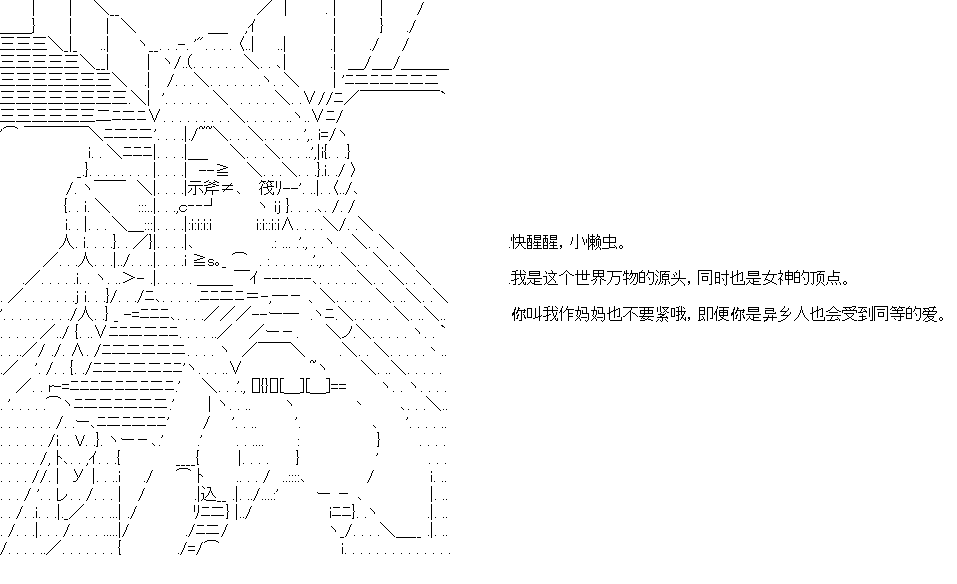 快醒醒，小懒虫。
我是这个世界万物的源头，同时也是女神的顶点。
你叫我作妈妈也不要紧哦，即便你是异乡人也会受到同等的爱。